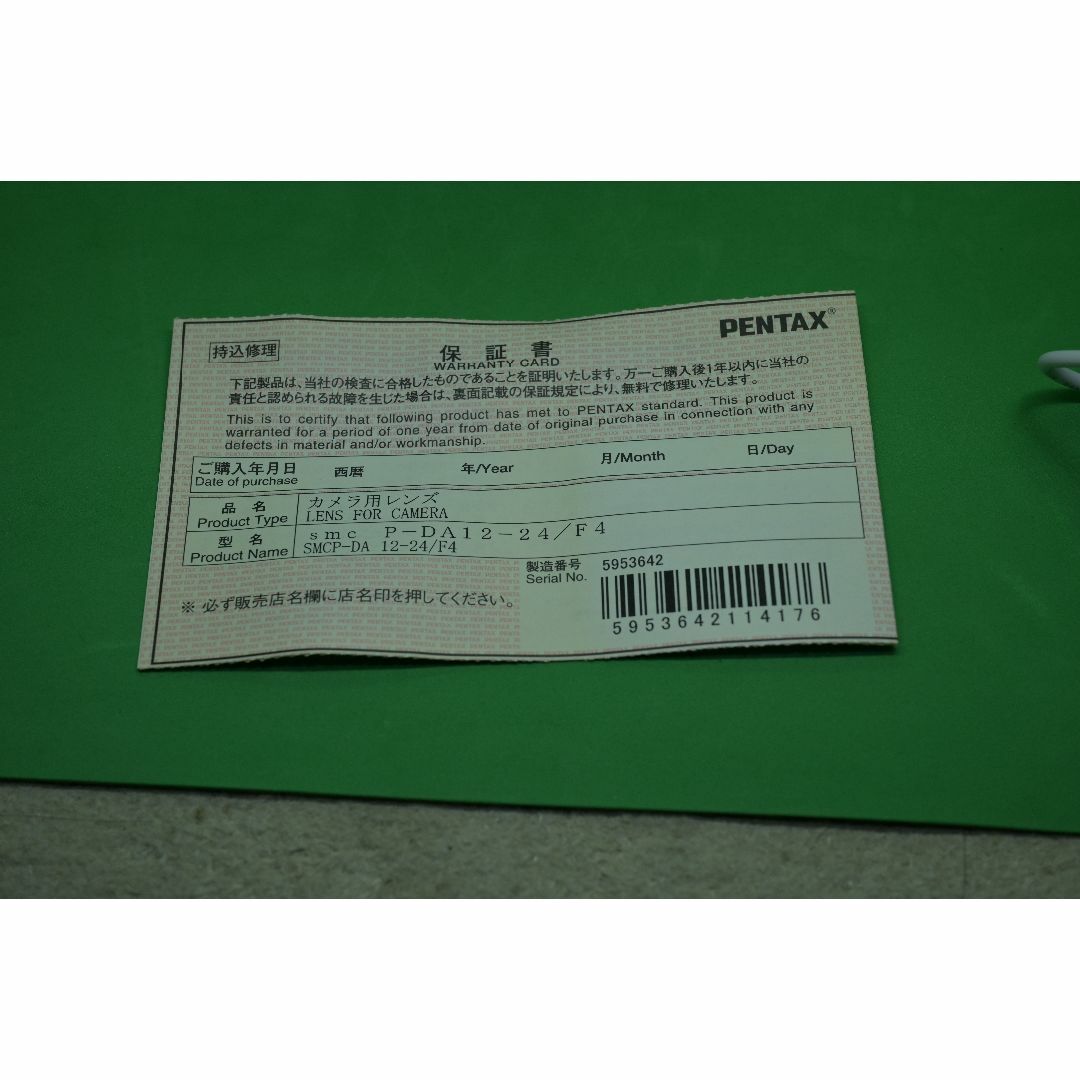 PENTAX®
持込修理
保証書
WARRANTY CARD
下記製品は、当社の検査に合格したものであることを証明いたします。万一ご購入後1年以内に当社の
責任と認められる故障を生じた場合は、裏面記載の保証規定により、無料で修理いたします。
This is to certify that following product has met to PENTAX standard. This product is
warranted for a period of one year from date of original purchase in connection with any
defects in material and/or workmanship.
ご購入年月日 西暦 年/Year 月/Month 日/Day
Date of purchase
品名 カメラ用レンズ
Product Type LENS FOR CAMERA
型名 ｓｍｃ Ｐ－ＤＡ１２－２４／Ｆ４
Product Name SMCP-DA 12-24/F4
製造番号 5953642
Serial No.
※ 必ず販売店名欄に店名印を押してください。
5953642114176